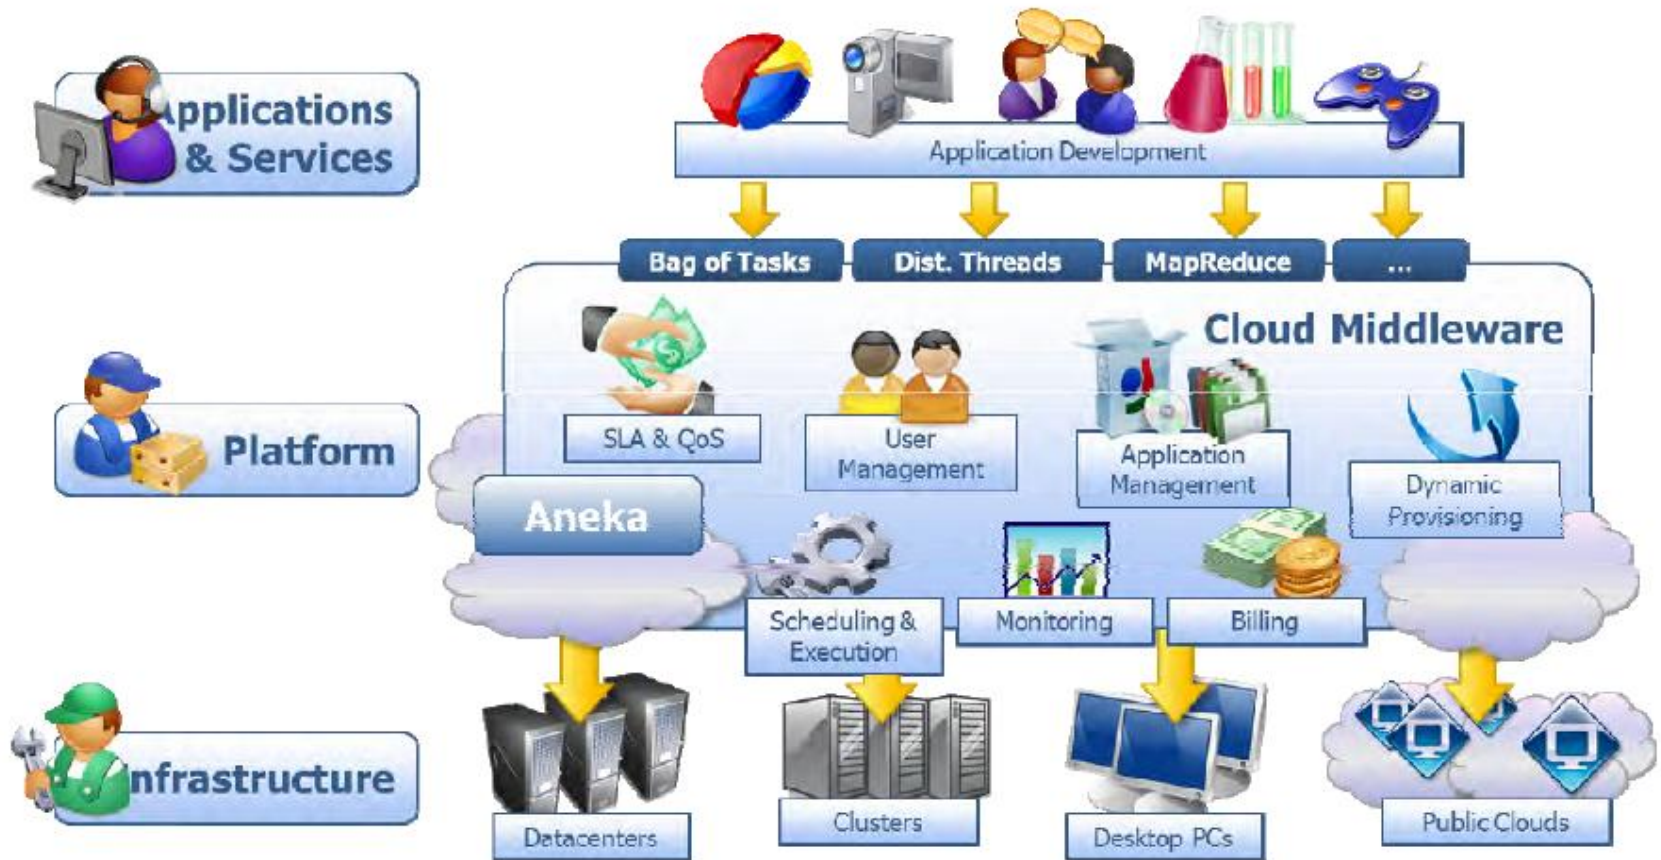 Applications
& Services
Application Development
Bag of Tasks
Dist. Threads
MapReduce
...
Cloud Middleware
SLA & QoS
User
Management
Application
Management
Dynamic
Provisioning
Platform
Aneka
Scheduling &
Execution
Monitoring
Billing
Infrastructure
Datacenters
Clusters
Desktop PCs
Public Clouds